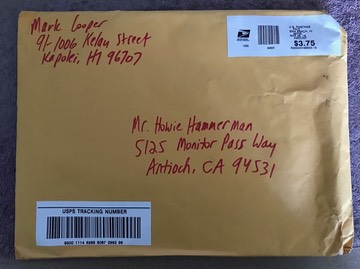 Mark Cooper
91-1006 Kelau Street
Kapolei, HI 96707
$3.75
Mr. Howie Hammerman
5125 Monitor Pass Way
Antioch, CA 94531
USPS TRACKING NUMBER